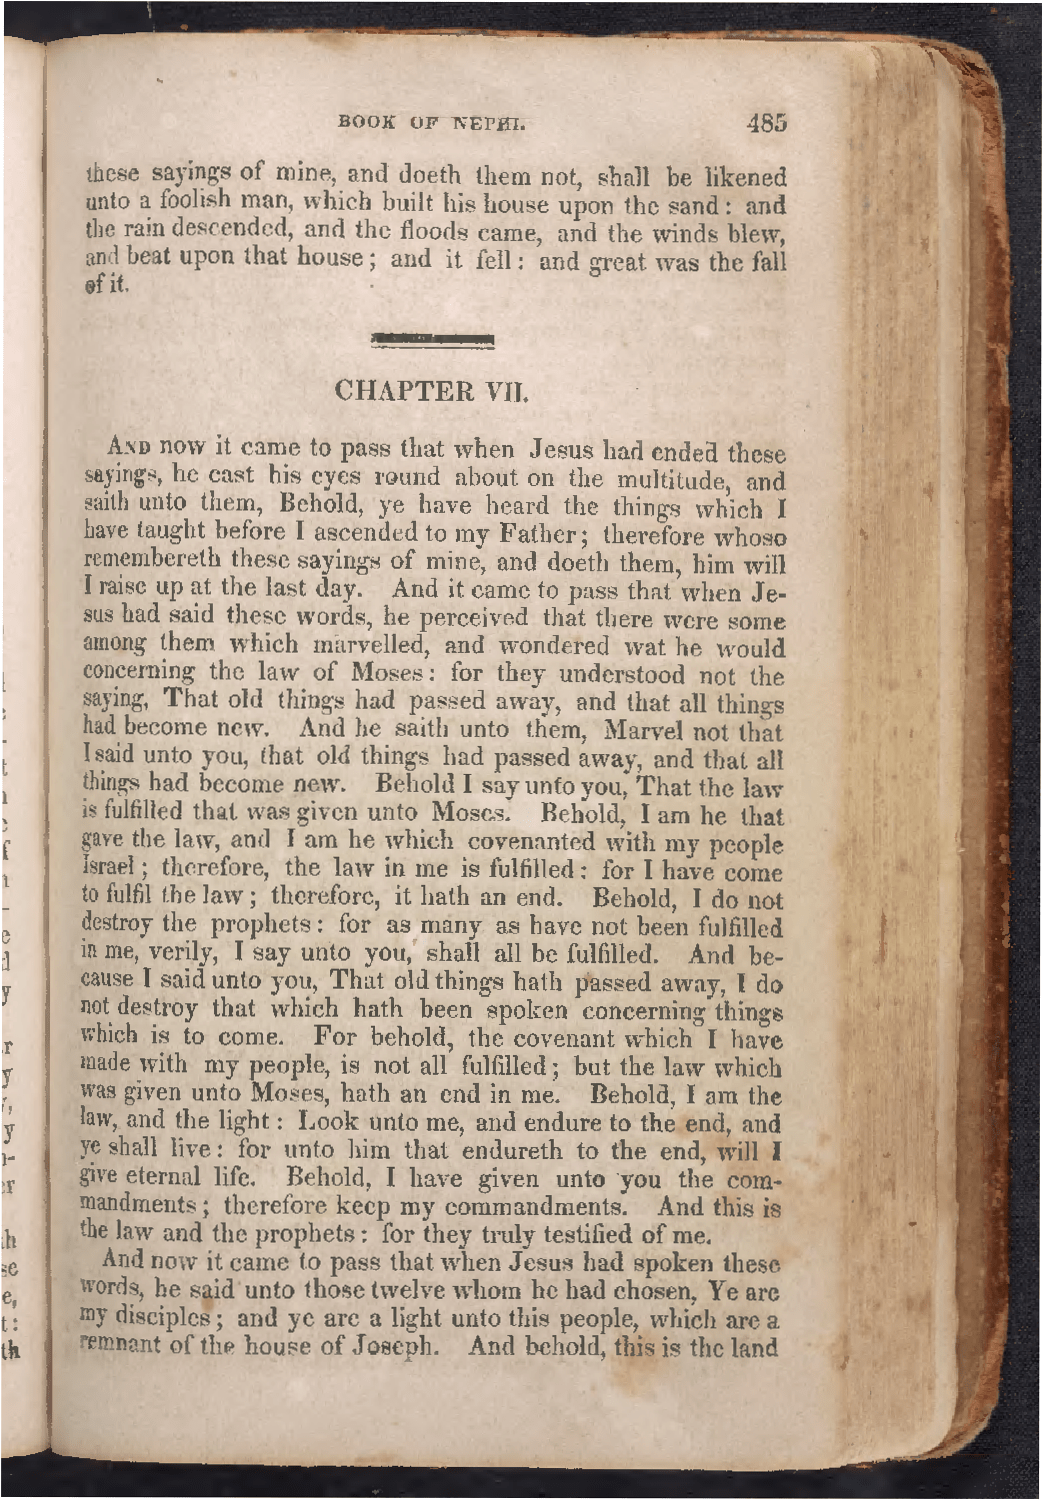 BOOK OF NEPHI. 485
these sayings of mine, and doeth them not, shall be likened
unto a foolish man, which built his house upon the sand: and
the rain descended, and the floods came, and the winds blew,
and beat upon that house; and it fell: and great was the fall
of it.
CHAPTER VII.
AND now it came to pass that when Jesus had ended these
sayings, he cast his eyes round about on the multitude, and
saith unto them, Behold, ye have heard the things which I
have taught before I ascended to my Father; therefore whoso
remembereth these sayings of mine, and doeth them, him will
I raise up at the last day. And it came to pass that when Je-
sus had said these words, he perceived that there were some
among them which marvelled, and wondered wat he would
concerning the law of Moses: for they understood not the
saying, That old things had passed away, and that all things
had become new. And he saith unto them, Marvel not that
I said unto you, that old things had passed away, and that all
things had become new. Behold I say unto you, That the law
is fulfilled that was given unto Moses. Behold, I am he that
gave the law, and I am he which covenanted with my people
Israel; therefore, the law in me is fulfilled: for I have come
to fulfil the law; therefore, it hath an end. Behold, I do not
destroy the prophets: for as many as have not been fulfilled
in me, verily, I say unto you, shall all be fulfilled. And be-
cause I said unto you, That old things hath passed away, I do
not destroy that which hath been spoken concerning things
which is to come. For behold, the covenant which I have
made with my people, is not all fulfilled; but the law which
was given unto Moses, hath an end in me. Behold, I am the
law, and the light: Look unto me, and endure to the end, and
ye shall live: for unto him that endureth to the end, will I
give eternal life. Behold, I have given unto you the com-
mandments; therefore keep my commandments. And this is
the law and the prophets: for they truly testified of me.
And now it came to pass that when Jesus had spoken these
words, he said unto those twelve whom he had chosen, Ye are
my disciples; and ye are a light unto this people, which are a
remnant of the house of Joseph. And behold, this is the land